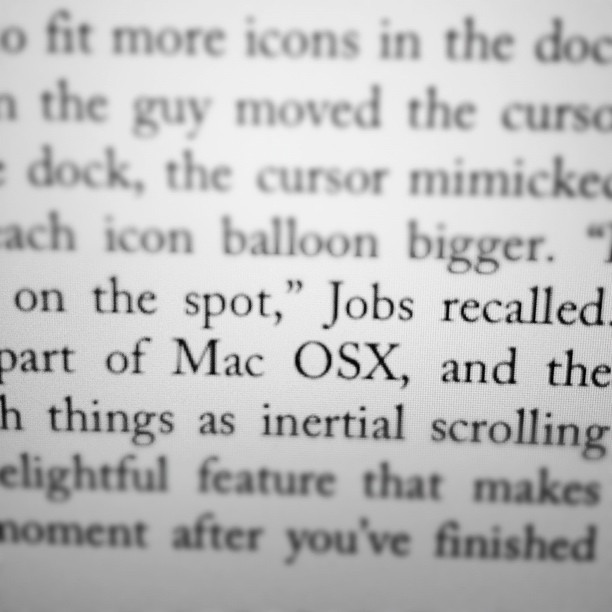 o fit more icons in the doc
n the guy moved the curso
e dock, the cursor mimicked
each icon balloon bigger. "I
on the spot," Jobs recalled.
part of Mac OSX, and the
h things as inertial scrolling
elightful feature that makes
moment after you've finished